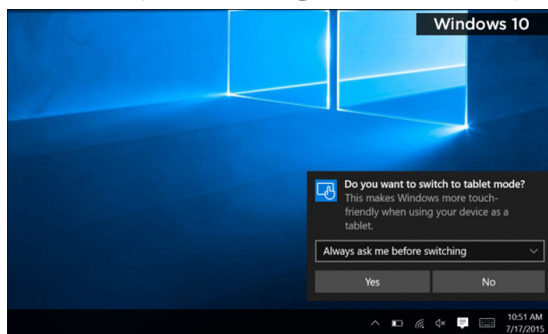 Windows 10
Do you want to switch to tablet mode?
This makes Windows more touch-
friendly when using your device as a
tablet.
Always ask me before switching
Yes
No
10:51 AM
7/17/2015